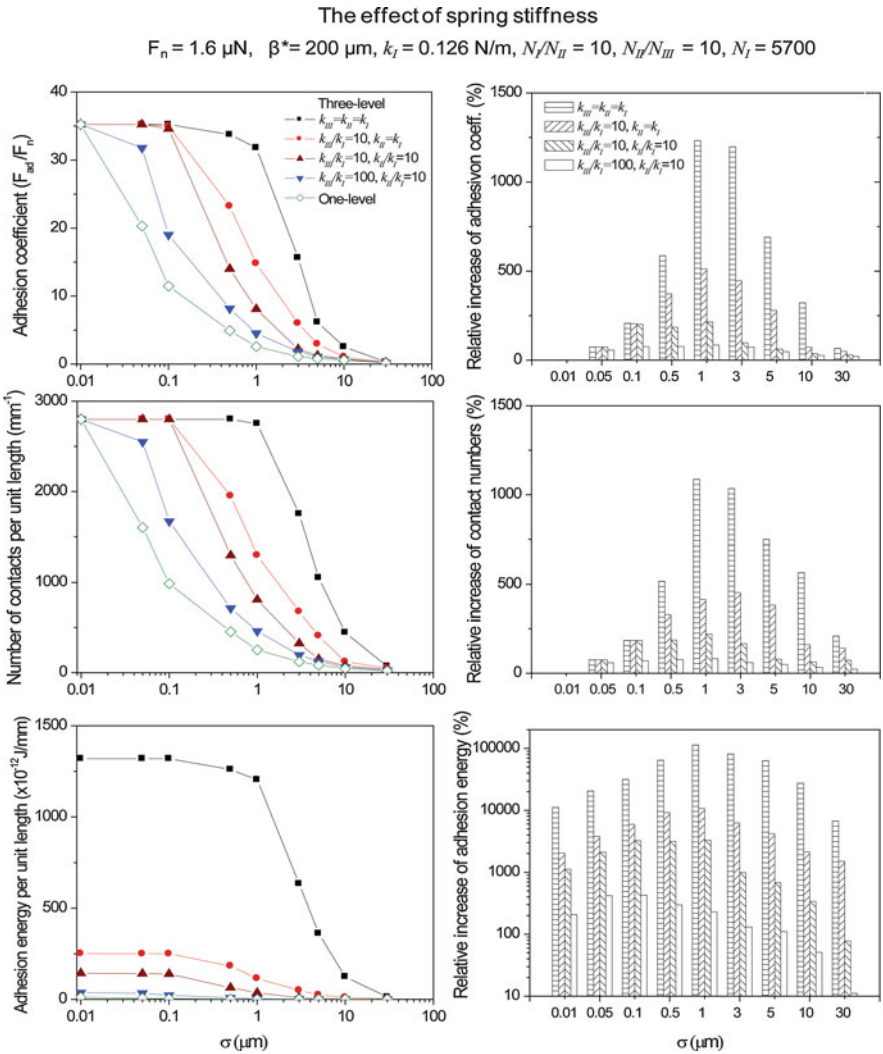 The effect of spring stiffness
Fn = 1.6 µN, β*= 200 µm, kI = 0.126 N/m, NI/NII = 10, NII/NIII = 10, NI = 5700
Adhesion coefficient (Fad/Fn)
40
30
20
10
0
0.01 0.1 1 10 100
Three-level
kIII=kII=kI
kIII/kI=10, kII=kI
kIII/kI=10, kII/kI=10
kIII/kI=100, kII/kI=10
One-level
Relative increase of adhesivon coeff. (%)
1500
1000
500
0
0.01 0.05 0.1 0.5 1 3 5 10 30
kIII=kII=kI
kIII/kI=10, kII=kI
kIII/kI=10, kII/kI=10
kIII/kI=100, kII/kI=10
Number of contacts per unit length (mm-1)
3000
2000
1000
0
0.01 0.1 1 10 100
Relative increase of contact numbers (%)
1500
1000
500
0
0.01 0.05 0.1 0.5 1 3 5 10 30
Adhesion energy per unit length (x10-12J/mm)
1500
1000
500
0
0.01 0.1 1 10 100
σ (µm)
Relative increase of adhesion energy (%)
100000
10000
1000
100
10
0.01 0.05 0.1 0.5 1 3 5 10 30
σ (µm)